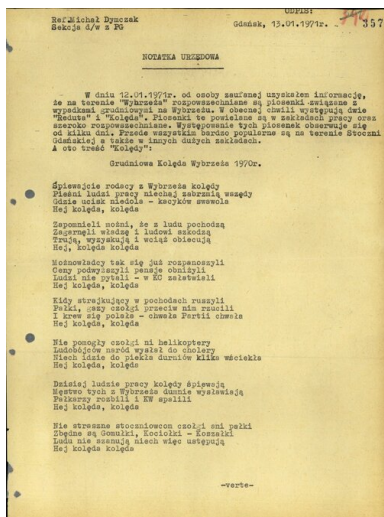 ODPIS:
Ref.Michał Dymczak
Sekcja d/w z PG
Gdańsk, 13.01.1971r.
357
NOTATKA URZĘDOWA
W dniu 12.01.1971r. od osoby zaufanej uzyskałem informację,
że na terenie "Wybrzeża" rozpowszechniane są piosenki związane z
wypadkami grudniowymi na Wybrzeżu. W obecnej chwili występują dwie
"Reduta" i "Kolęda". Piosenki te powielane są w zakładach pracy oraz
szeroko rozpowszechniane. Występowanie tych piosenek obserwuje się
od kilku dni. Przede wszystkim bardzo popularne są na terenie Stoczni
Gdańskiej a także w innych dużych zakładach.
A oto treść "Kolędy":
Grudniowa Kolęda Wybrzeża 1970r.
Śpiewajcie rodacy z Wybrzeża kolędy
Pieśni ludzi pracy niechaj zabrzmią wszędy
Gdzie ucisk niedola - kacyków swawola
Hej kolęda, kolęda
Zapomnieli możni, że z ludu pochodzą
Zagarnęli władzę i ludowi szkodzą
Trują, wyzyskują i wciąż obiecują
Hej, kolęda, kolęda
Możnowładcy tak się już rozpanoszyli
Ceny podwyższyli pensje obniżyli
Ludzi nie pytali - w KC załatwiali
Hej kolęda, kolęda
Kidy strajkujący w pochodach ruszyli
Pałki, gazy czołgi przeciw nim rzucili
I krew się polała - chwała Partii chwała
Hej kolęda, kolęda
Nie pomogły czołgi ni helikoptery
Ludobójców naród wysłał do cholery
Niech idzie do piekła durniów klika wściekła
Hej kolęda, kolęda
Dzisiaj ludzie pracy kolędy śpiewają
Męstwo tych z Wybrzeża dumnie wysławiają
Pałkarzy rozbili i KW spalili
Hej kolęda, kolęda
Nie straszne stoczniowcom czołgi ani pałki
Zbędne są Gomułki, Kociołki - Koszałki
Ludu nie szanują niech więc ustępują
Hej kolęda kolęda
-verte-